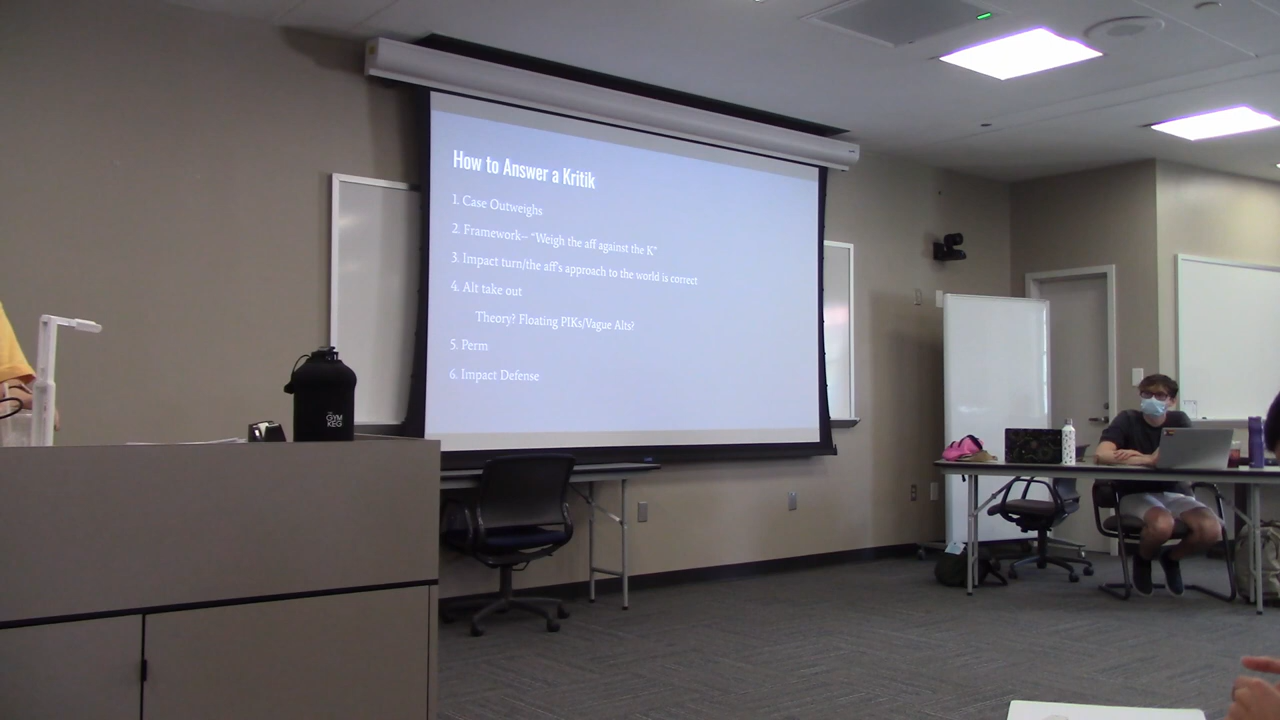 How to Answer a Kritik
1. Case Outweighs
2. Framework– “Weigh the aff against the K”
3. Impact turn/the aff's approach to the world is correct
4. Alt take out
Theory? Floating PIKs/Vague Alts?
5. Perm
6. Impact Defense
GYM
KEG